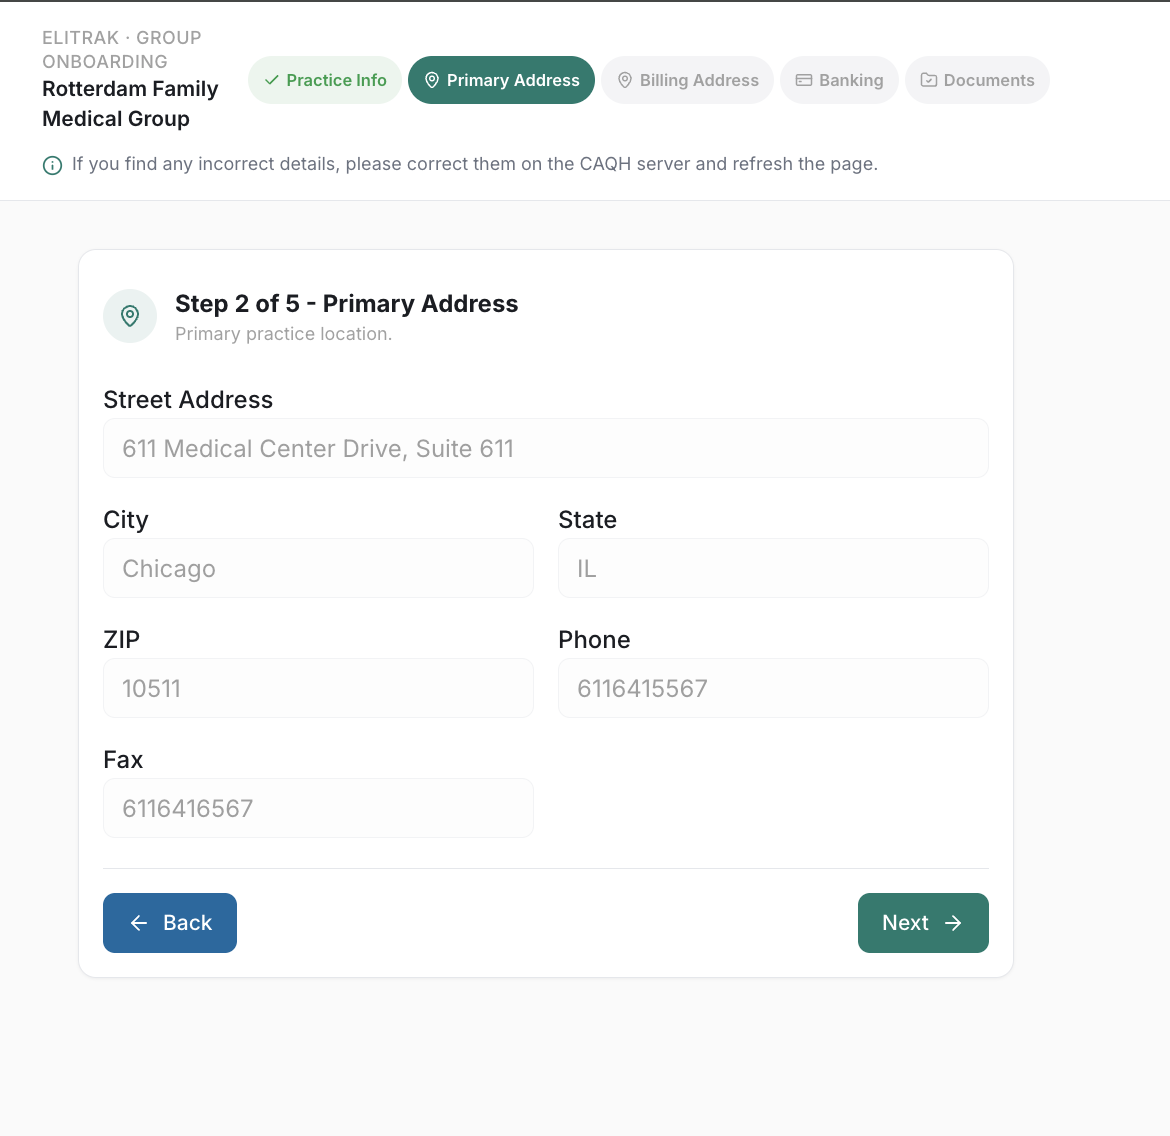 ELITRAK · GROUP
ONBOARDING
Rotterdam Family
Medical Group
Practice Info
Primary Address
Billing Address
Banking
Documents
If you find any incorrect details, please correct them on the CAQH server and refresh the page.
Step 2 of 5 - Primary Address
Primary practice location.
Street Address
611 Medical Center Drive, Suite 611
City
State
Chicago
IL
ZIP
Phone
10511
6116415567
Fax
6116416567
Back
Next